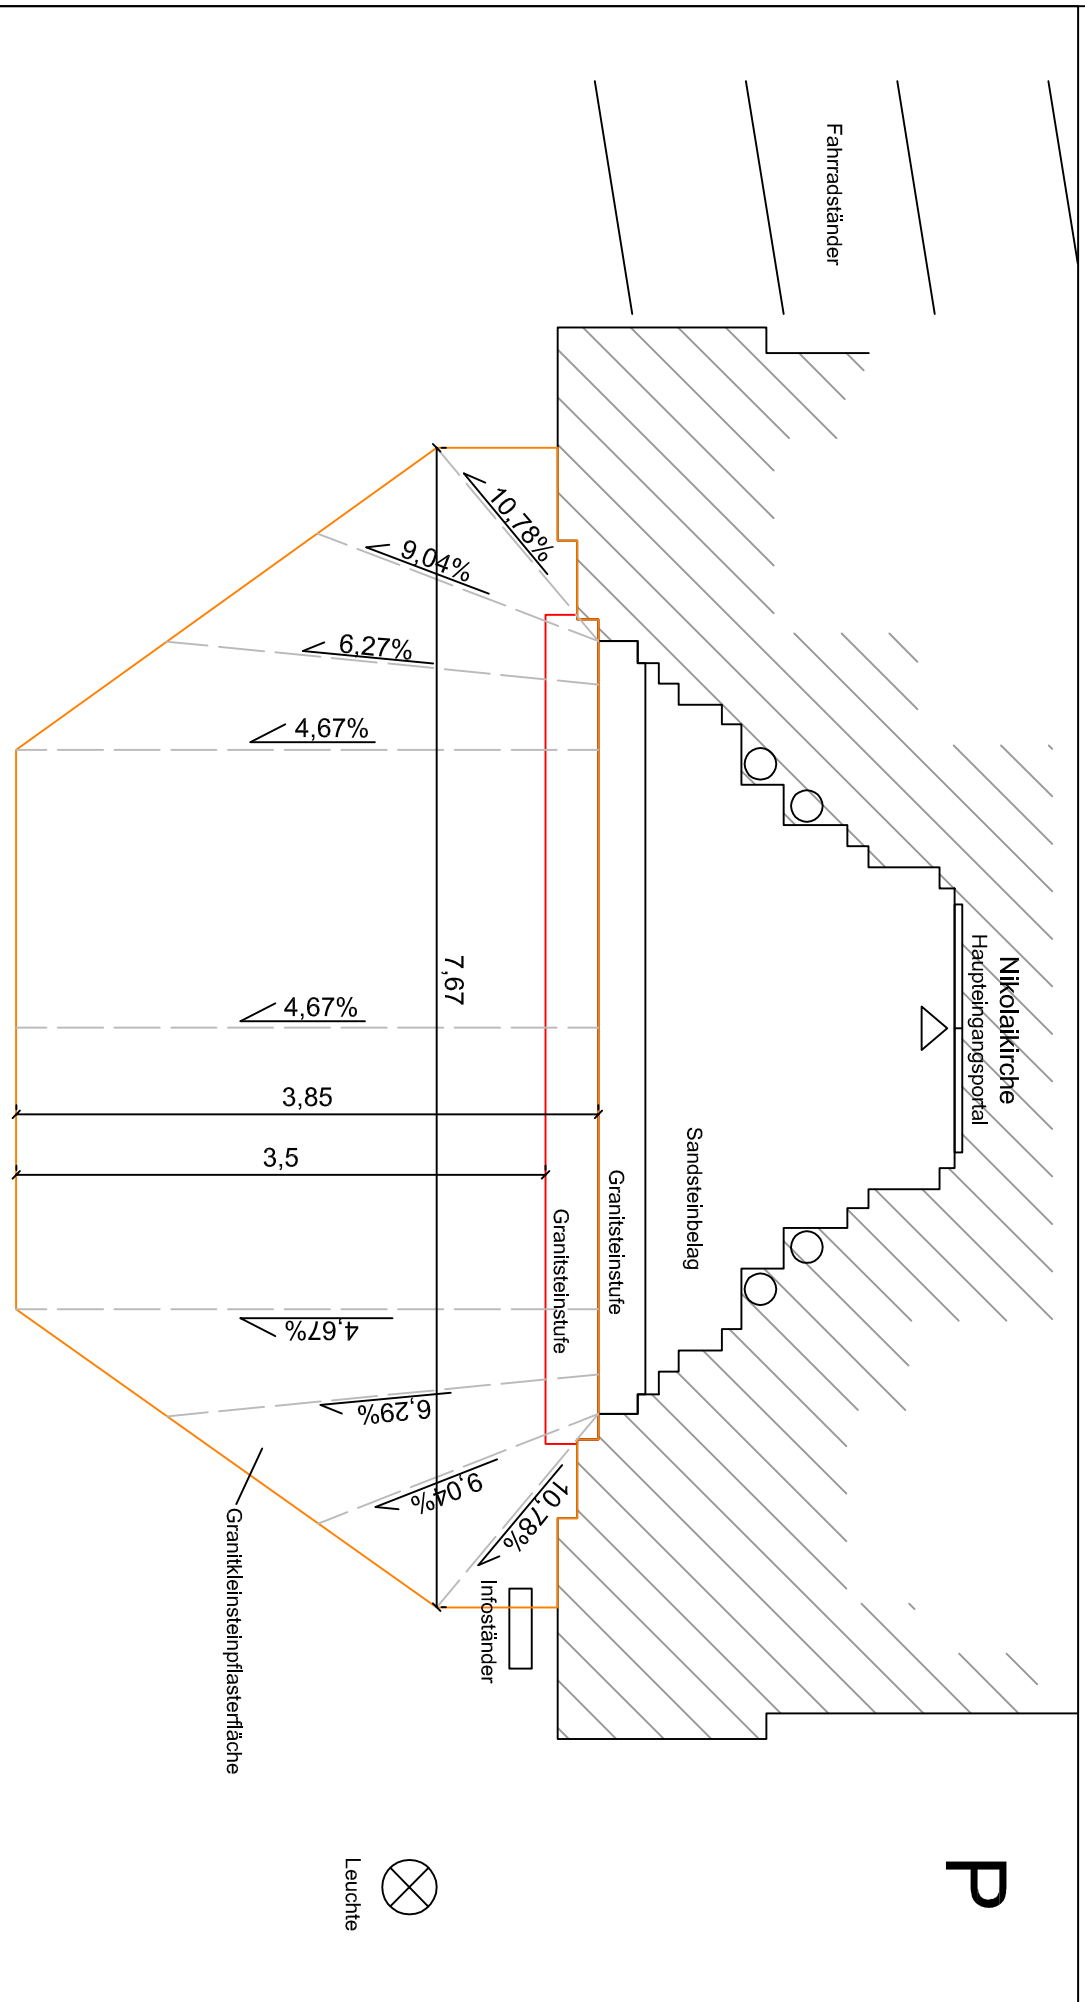 Fahrradständer
Nikolaikirche
Haupteingangsportal
P
Sandsteinbelag
Granitsteinstufe
Granitsteinstufe
10,78%
9,04%
6,27%
4,67%
4,67%
7,67
3,85
3,5
4,67%
6,29%
9,04%
10,78%
Infoständer
Granitkleinsteinpflasterfläche
Leuchte